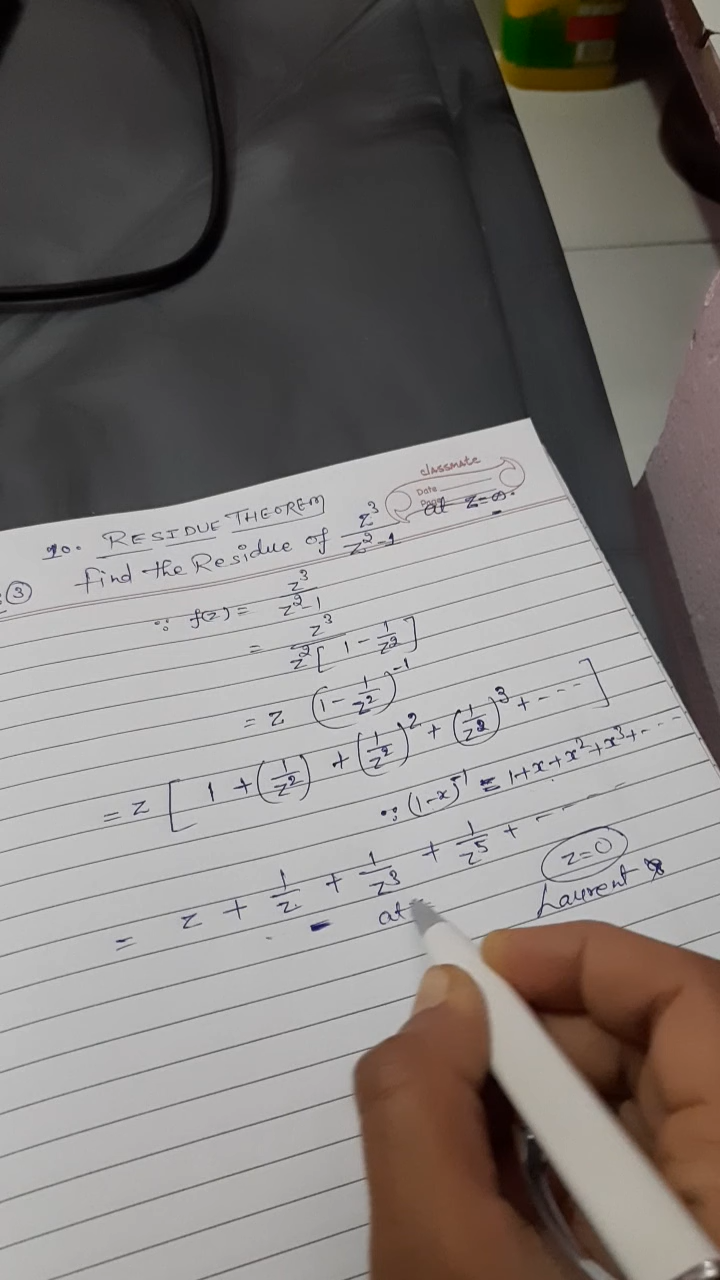 classmate
Date
Page
20. RESIDUE THEOREM
③ find the Residue of z³/(z²-1) at z=∞.
∵ f(z) = z³/(z²-1)
= z³/(z²[1 - 1/z²])
= z (1 - 1/z²)⁻¹
= z [1 + (1/z²) + (1/z²)² + (1/z²)³ + ---]
∵ (1-x)⁻¹ = 1+x+x²+x³+---
= z + 1/z + 1/z³ + 1/z⁵ + -----
z=0
at
Laurent